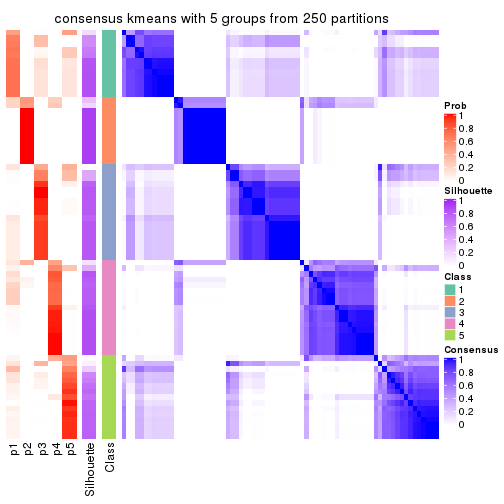 consensus kmeans with 5 groups from 250 partitions
Prob
1
0.8
0.6
0.4
0.2
0
Silhouette
1
0.8
0.6
0.4
0.2
0
Class
1
2
3
4
5
Consensus
1
0.8
0.6
0.4
0.2
0
p1
p2
p3
p4
p5
Silhouette
Class